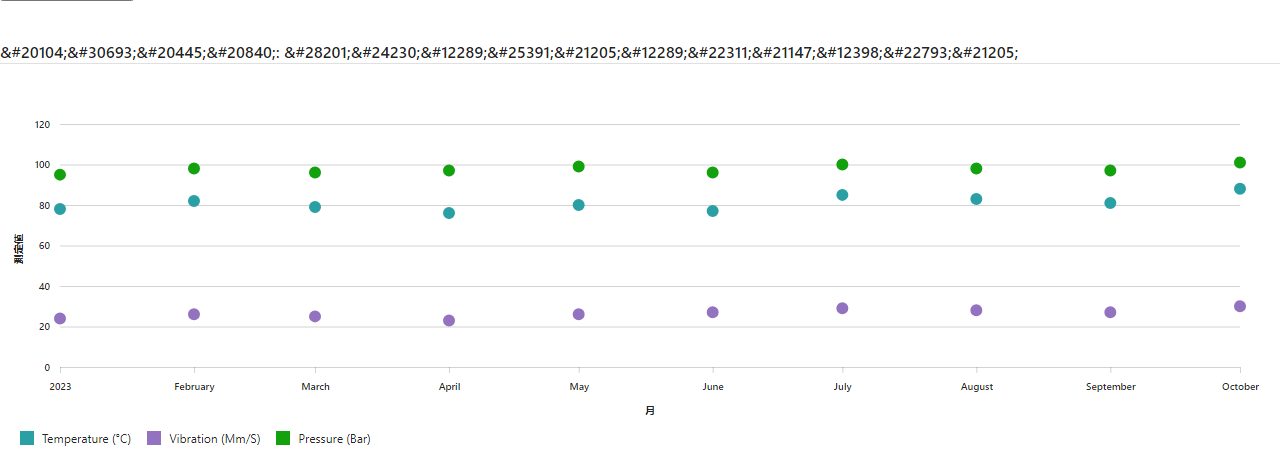 &#20104;&#30693;&#20445;&#20840;: &#28201;&#24230;&#12289;&#25391;&#21205;&#12289;&#22311;&#21147;&#12398;&#22793;&#21205;
120
100
80
60
40
20
0
測定値
2023 February March April May June July August September October
月
Temperature (°C) Vibration (Mm/S) Pressure (Bar)